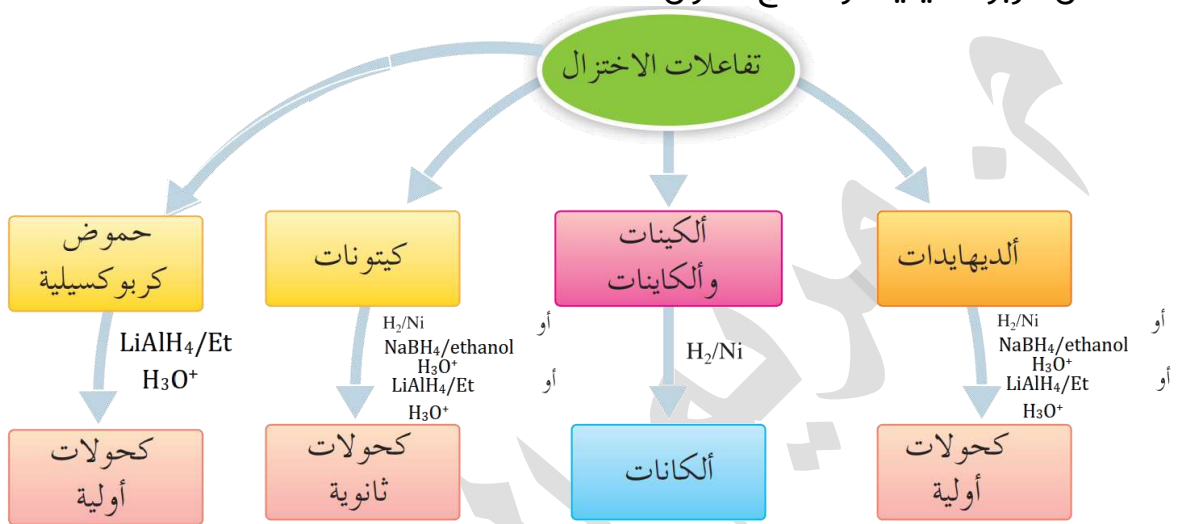 تفاعلات الاختزال
ألديهايدات
ألكينات
وألكاينات
كيتونات
حموض
كربوكسيلية
H₂/Ni أو
NaBH₄/ethanol
H₃O⁺
LiAlH₄/Et أو
H₃O⁺
H₂/Ni
H₂/Ni أو
NaBH₄/ethanol
H₃O⁺
LiAlH₄/Et أو
H₃O⁺
LiAlH₄/Et
H₃O⁺
كحولات
أولية
ألكانات
كحولات
ثانوية
كحولات
أولية